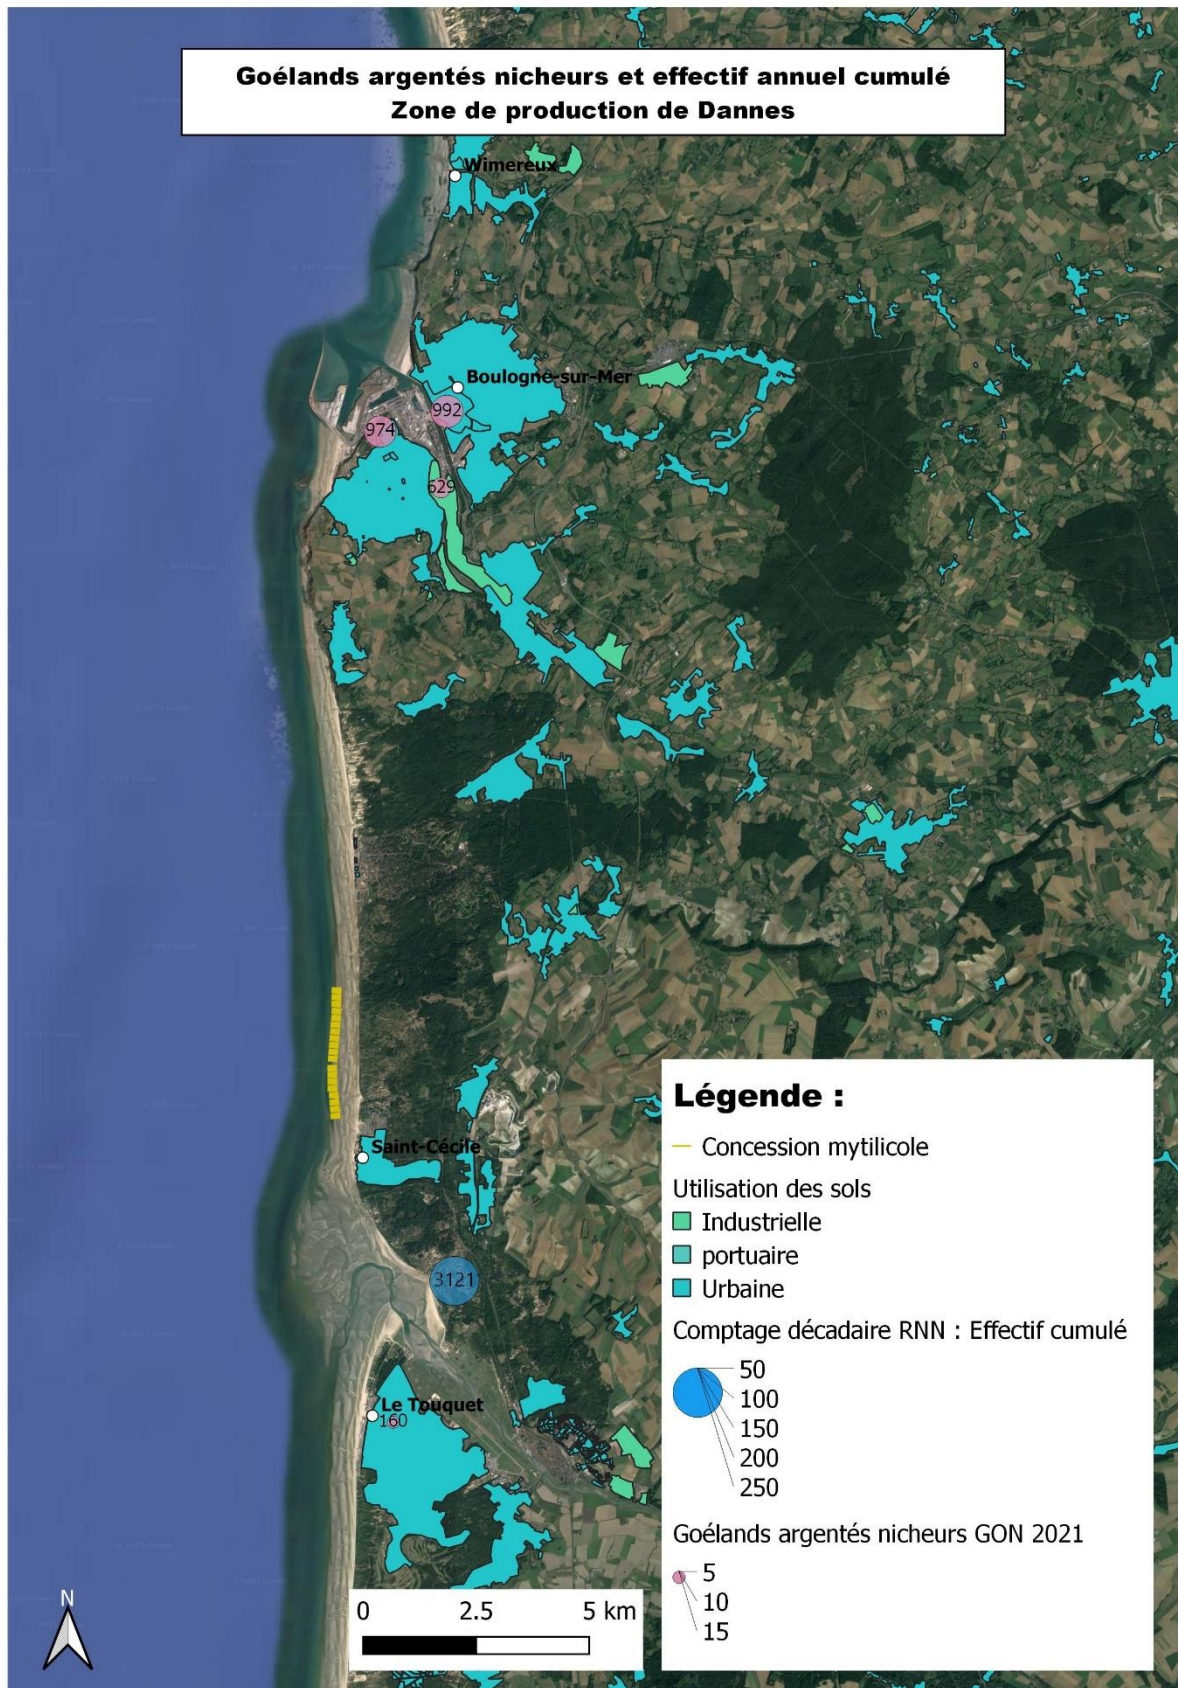 Goélands argentés nicheurs et effectif annuel cumulé
Zone de production de Dannes
Wimereux
Boulogne-sur-Mer
992
974
629
Saint-Cécile
3121
Le Touquet
160
Légende :
Concession mytilicole
Utilisation des sols
Industrielle
portuaire
Urbaine
Comptage décadaire RNN : Effectif cumulé
50
100
150
200
250
Goélands argentés nicheurs GON 2021
5
10
15
N
0 2.5 5 km